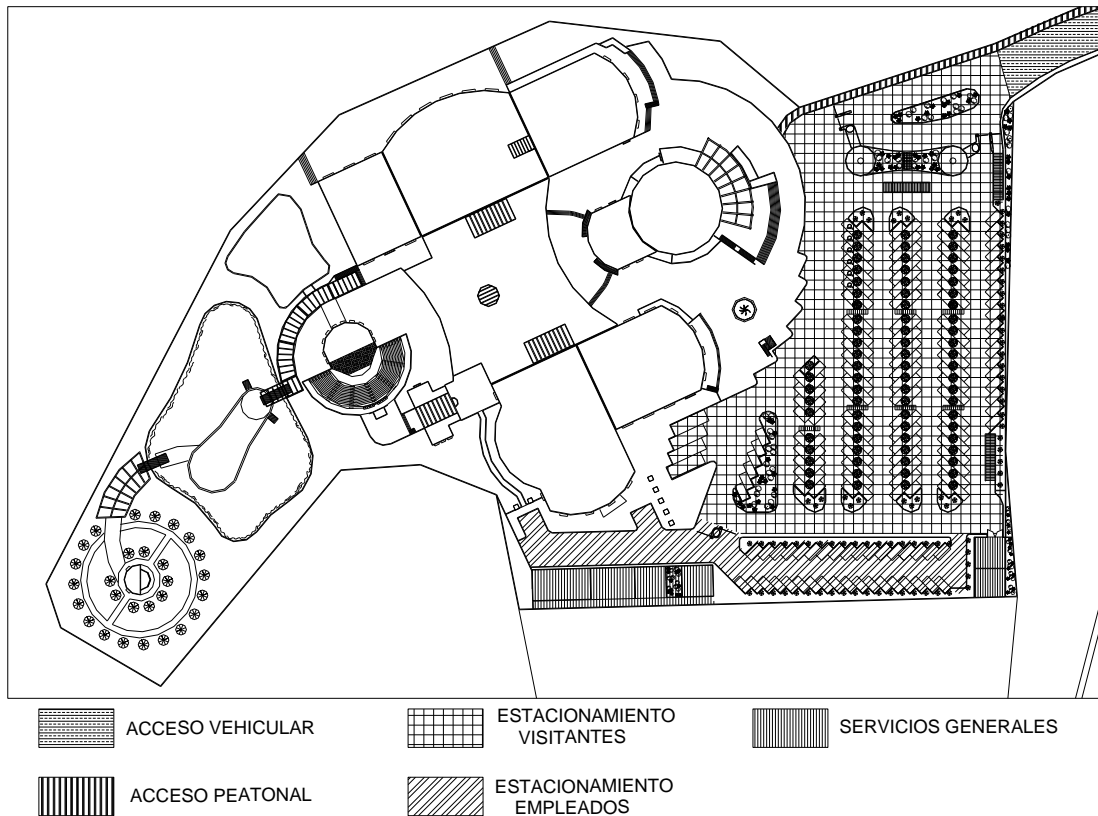 ACCESO VEHICULAR
ESTACIONAMIENTO
VISITANTES
SERVICIOS GENERALES
ACCESO PEATONAL
ESTACIONAMIENTO
EMPLEADOS